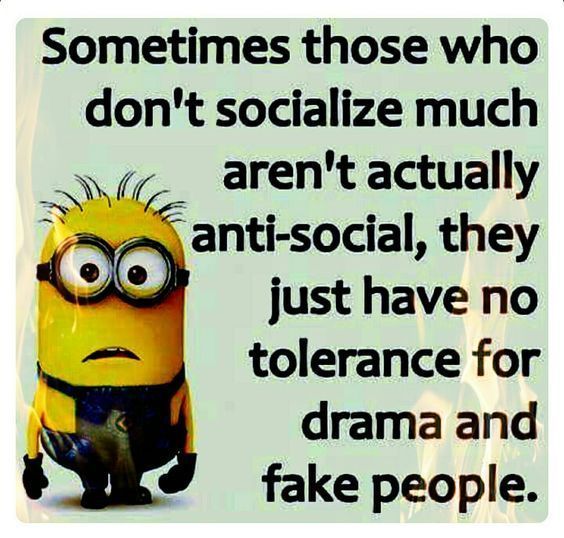 Sometimes those who
don't socialize much
aren't actually
anti-social, they
just have no
tolerance for
drama and
fake people.